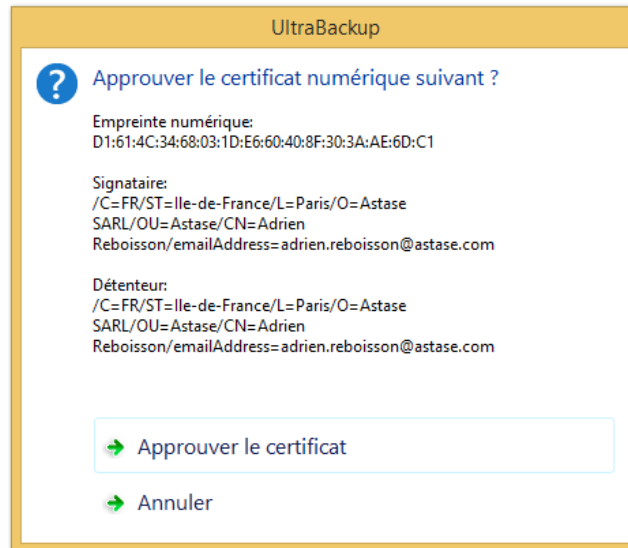 UltraBackup
Approuver le certificat numérique suivant ?
Empreinte numérique:
D1:61:4C:34:68:03:1D:E6:60:40:8F:30:3A:AE:6D:C1
Signataire:
/C=FR/ST=Ile-de-France/L=Paris/O=Astase
SARL/OU=Astase/CN=Adrien
Reboisson/emailAddress=adrien.reboisson@astase.com
Détenteur:
/C=FR/ST=Ile-de-France/L=Paris/O=Astase
SARL/OU=Astase/CN=Adrien
Reboisson/emailAddress=adrien.reboisson@astase.com
Approuver le certificat
Annuler